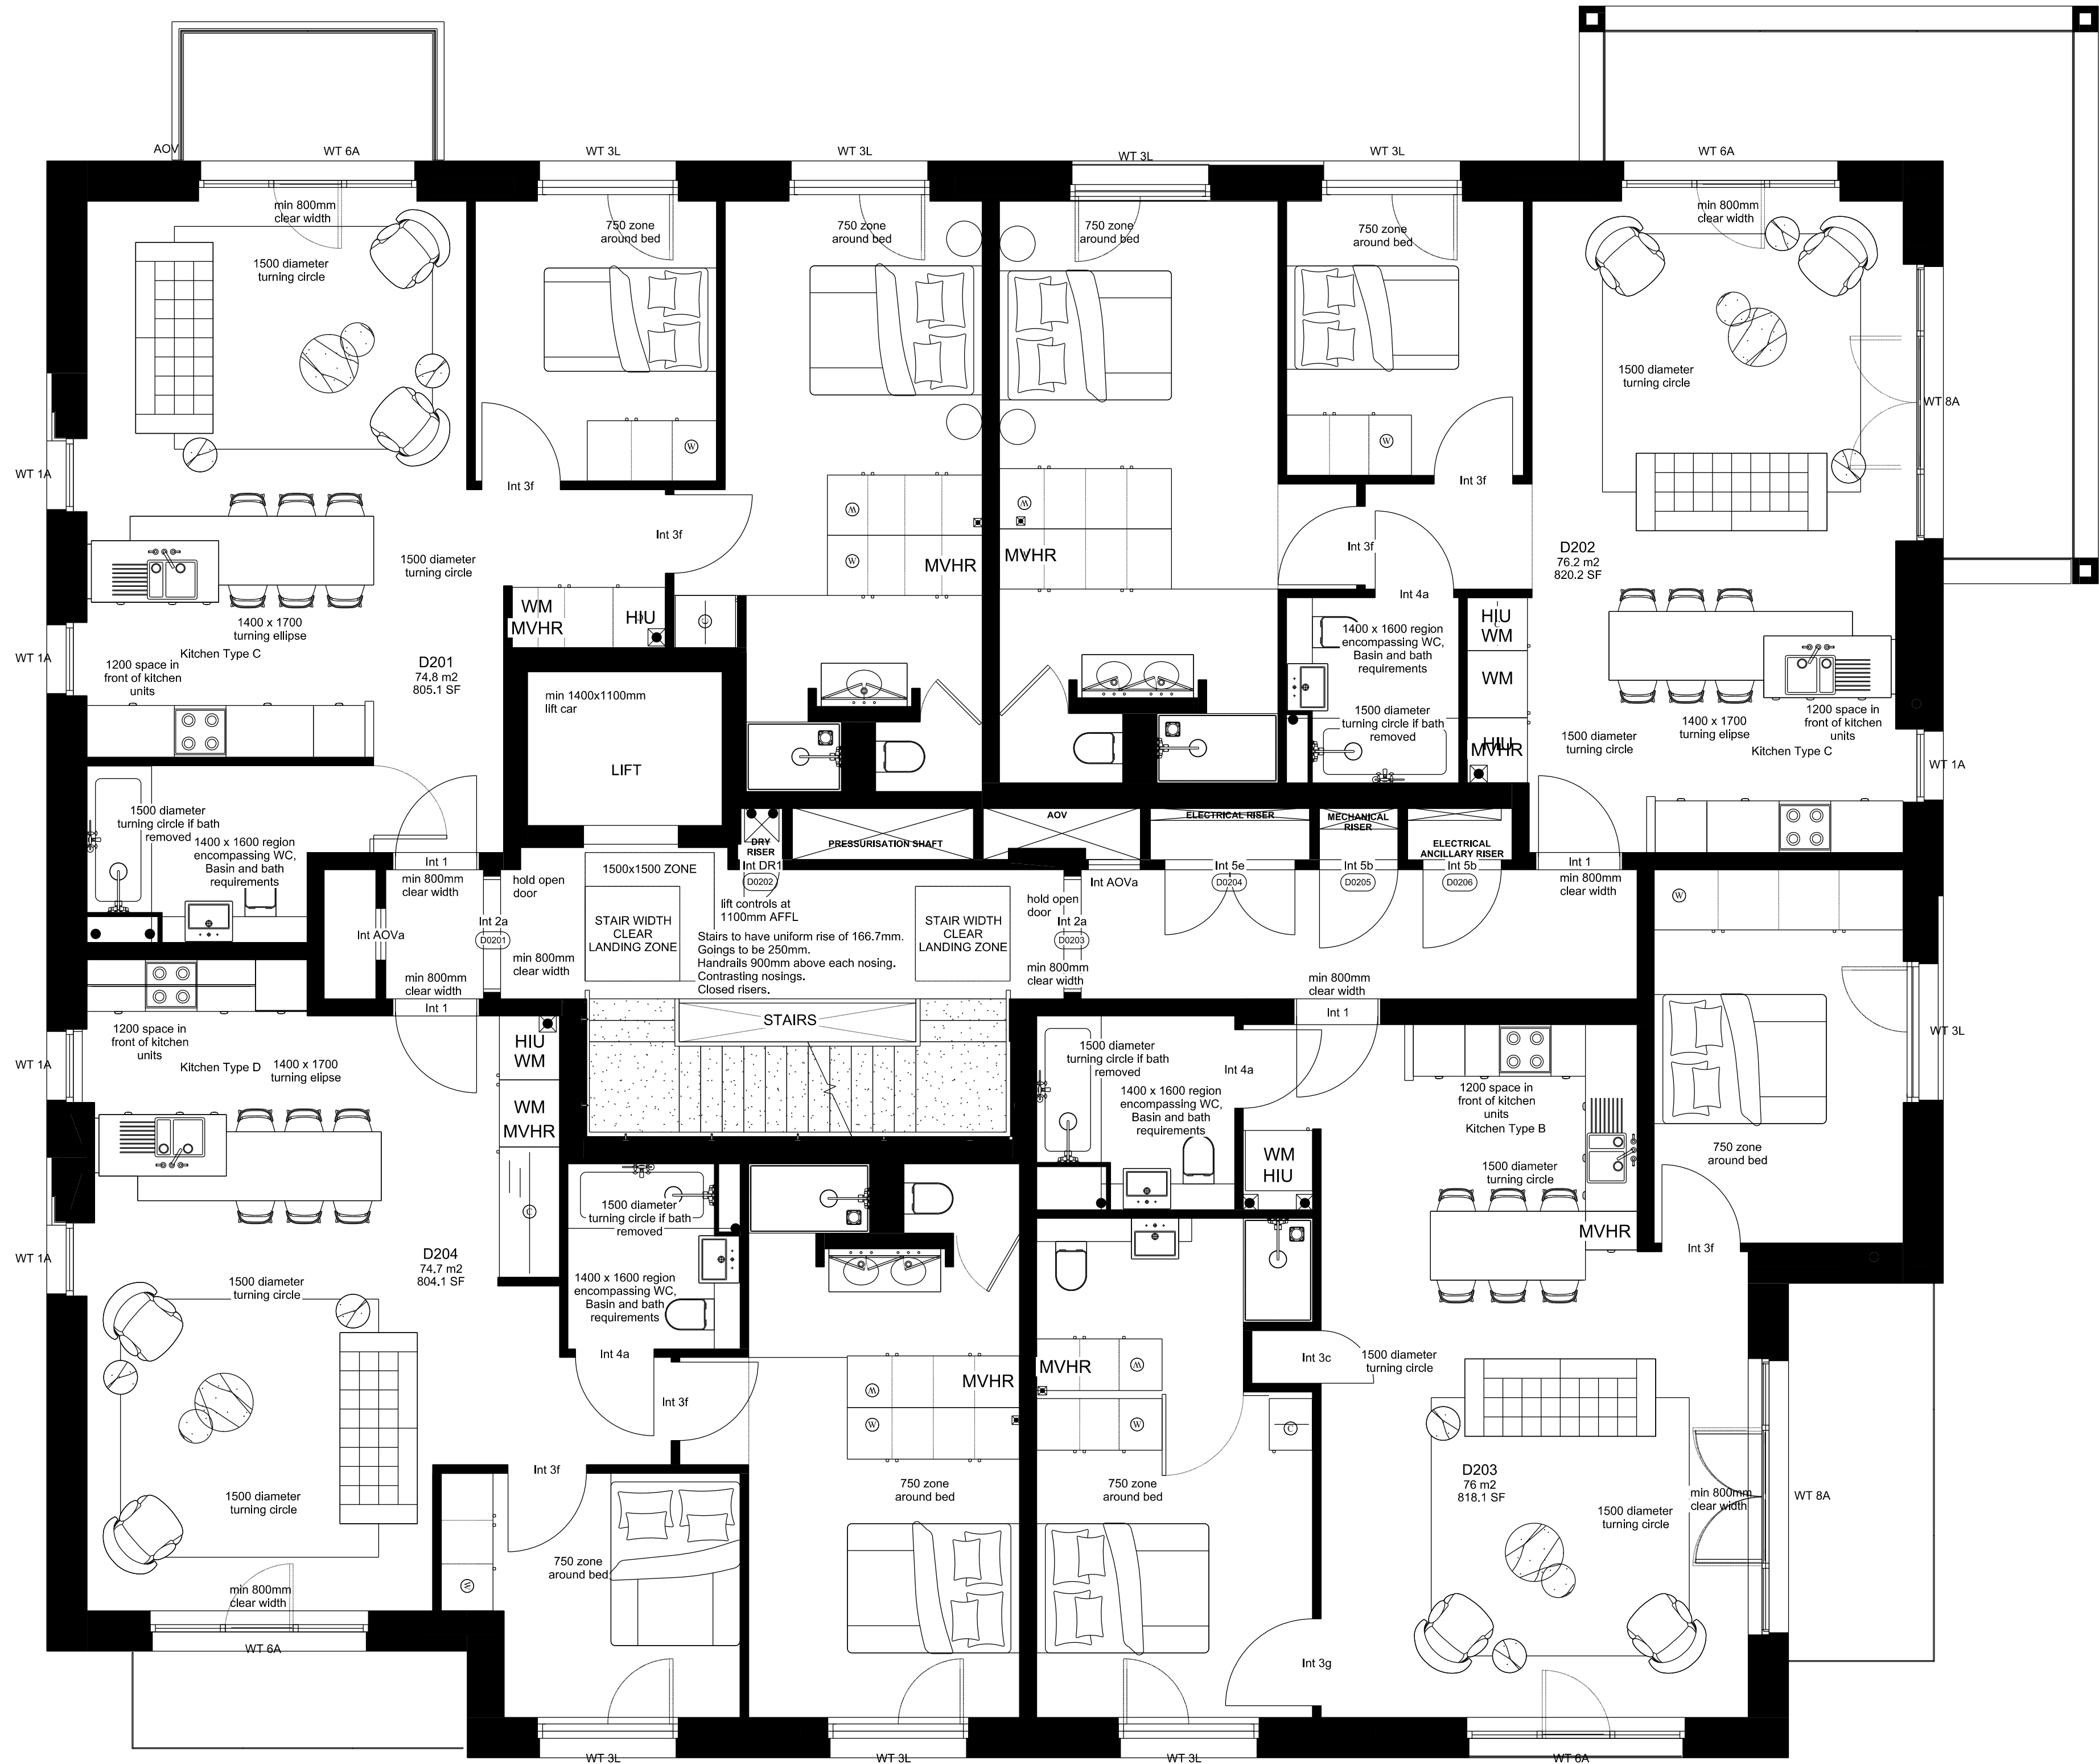 AOV
WT 6A
WT 3L
WT 3L
WT 3L
WT 3L
WT 6A
min 800mm
clear width
750 zone
around bed
750 zone
around bed
750 zone
around bed
750 zone
around bed
min 800mm
clear width
1500 diameter
turning circle
1500 diameter
turning circle
WT 8A
WT 1A
W
W
Int 3f
Int 3f
Int 3f
Int 3f
W
W
W
MVHR
MVHR
1500 diameter
turning circle
D202
76.2 m2
820.2 SF
Int 4a
WM
MVHR
HIU
C
HIU
WM
WM
HIU
MVHR
1400 x 1700
turning ellipse
Kitchen Type C
WT 1A
1200 space in
front of kitchen
units
D201
74.8 m2
805.1 SF
min 1400x1100mm
lift car
LIFT
1400 x 1600 region
encompassing WC,
Basin and bath
requirements
1500 diameter
turning circle if bath
removed
1500 diameter
turning circle
1400 x 1700
turning elipse
1200 space in
front of kitchen
units
Kitchen Type C
WT 1A
1500 diameter
turning circle if bath
removed
1400 x 1600 region
encompassing WC,
Basin and bath
requirements
DRY
RISER
Int DR1
D0202
PRESSURISATION SHAFT
AOV
ELECTRICAL RISER
MECHANICAL
RISER
ELECTRICAL
ANCILLARY RISER
Int 5e
D0204
Int 5b
D0205
Int 5b
D0206
Int 1
min 800mm
clear width
Int 1
min 800mm
clear width
hold open
door
1500x1500 ZONE
lift controls at
1100mm AFFL
Int AOVa
hold open
door
Int AOVa
Int 2a
D0201
STAIR WIDTH
CLEAR
LANDING ZONE
Stairs to have uniform rise of 166.7mm.
Goings to be 250mm.
Handrails 900mm above each nosing.
Contrasting nosings.
Closed risers.
STAIR WIDTH
CLEAR
LANDING ZONE
Int 2a
D0203
W
min 800mm
clear width
min 800mm
clear width
min 800mm
clear width
min 800mm
clear width
Int 1
Int 1
STAIRS
1200 space in
front of kitchen
units
WT 1A
Kitchen Type D
1400 x 1700
turning elipse
HIU
WM
WM
MVHR
C
1500 diameter
turning circle if bath
removed
Int 4a
1400 x 1600 region
encompassing WC,
Basin and bath
requirements
WM
HIU
1200 space in
front of kitchen
units
Kitchen Type B
1500 diameter
turning circle
MVHR
WT 3L
750 zone
around bed
Int 3f
1500 diameter
turning circle if bath
removed
1400 x 1600 region
encompassing WC,
Basin and bath
requirements
WT 1A
D204
74.7 m2
804.1 SF
1500 diameter
turning circle
Int 4a
Int 3f
Int 3f
W
W
MVHR
MVHR
W
W
Int 3c
C
1500 diameter
turning circle
D203
76 m2
818.1 SF
1500 diameter
turning circle
750 zone
around bed
750 zone
around bed
min 800mm
clear width
WT 8A
1500 diameter
turning circle
750 zone
around bed
W
min 800mm
clear width
WT 6A
Int 3g
WT 3L
WT 3L
WT 3L
WT 6A